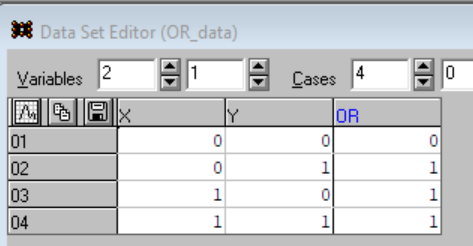 Data Set Editor (OR_data)
Variables 2 1 Cases 4 0
X Y OR
01 0 0 0
02 0 1 1
03 1 0 1
04 1 1 1